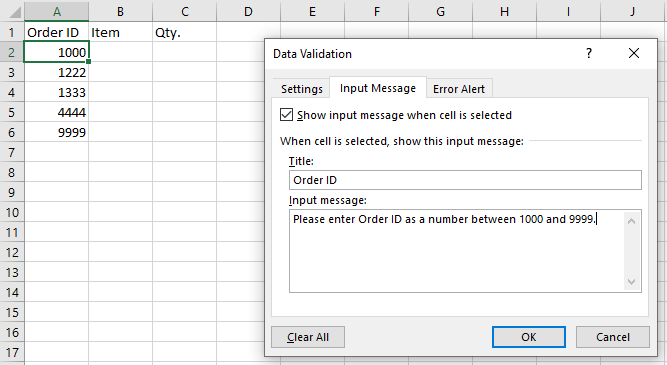 A B C D E F G H I J
1 Order ID Item Qty.
2 1000
3 1222
4 1333
5 4444
6 9999
7
8
9
10
11
12
13
14
15
16
17
Data Validation ? ×
Settings Input Message Error Alert
Show input message when cell is selected
When cell is selected, show this input message:
Title:
Order ID
Input message:
Please enter Order ID as a number between 1000 and 9999.
Clear All OK Cancel